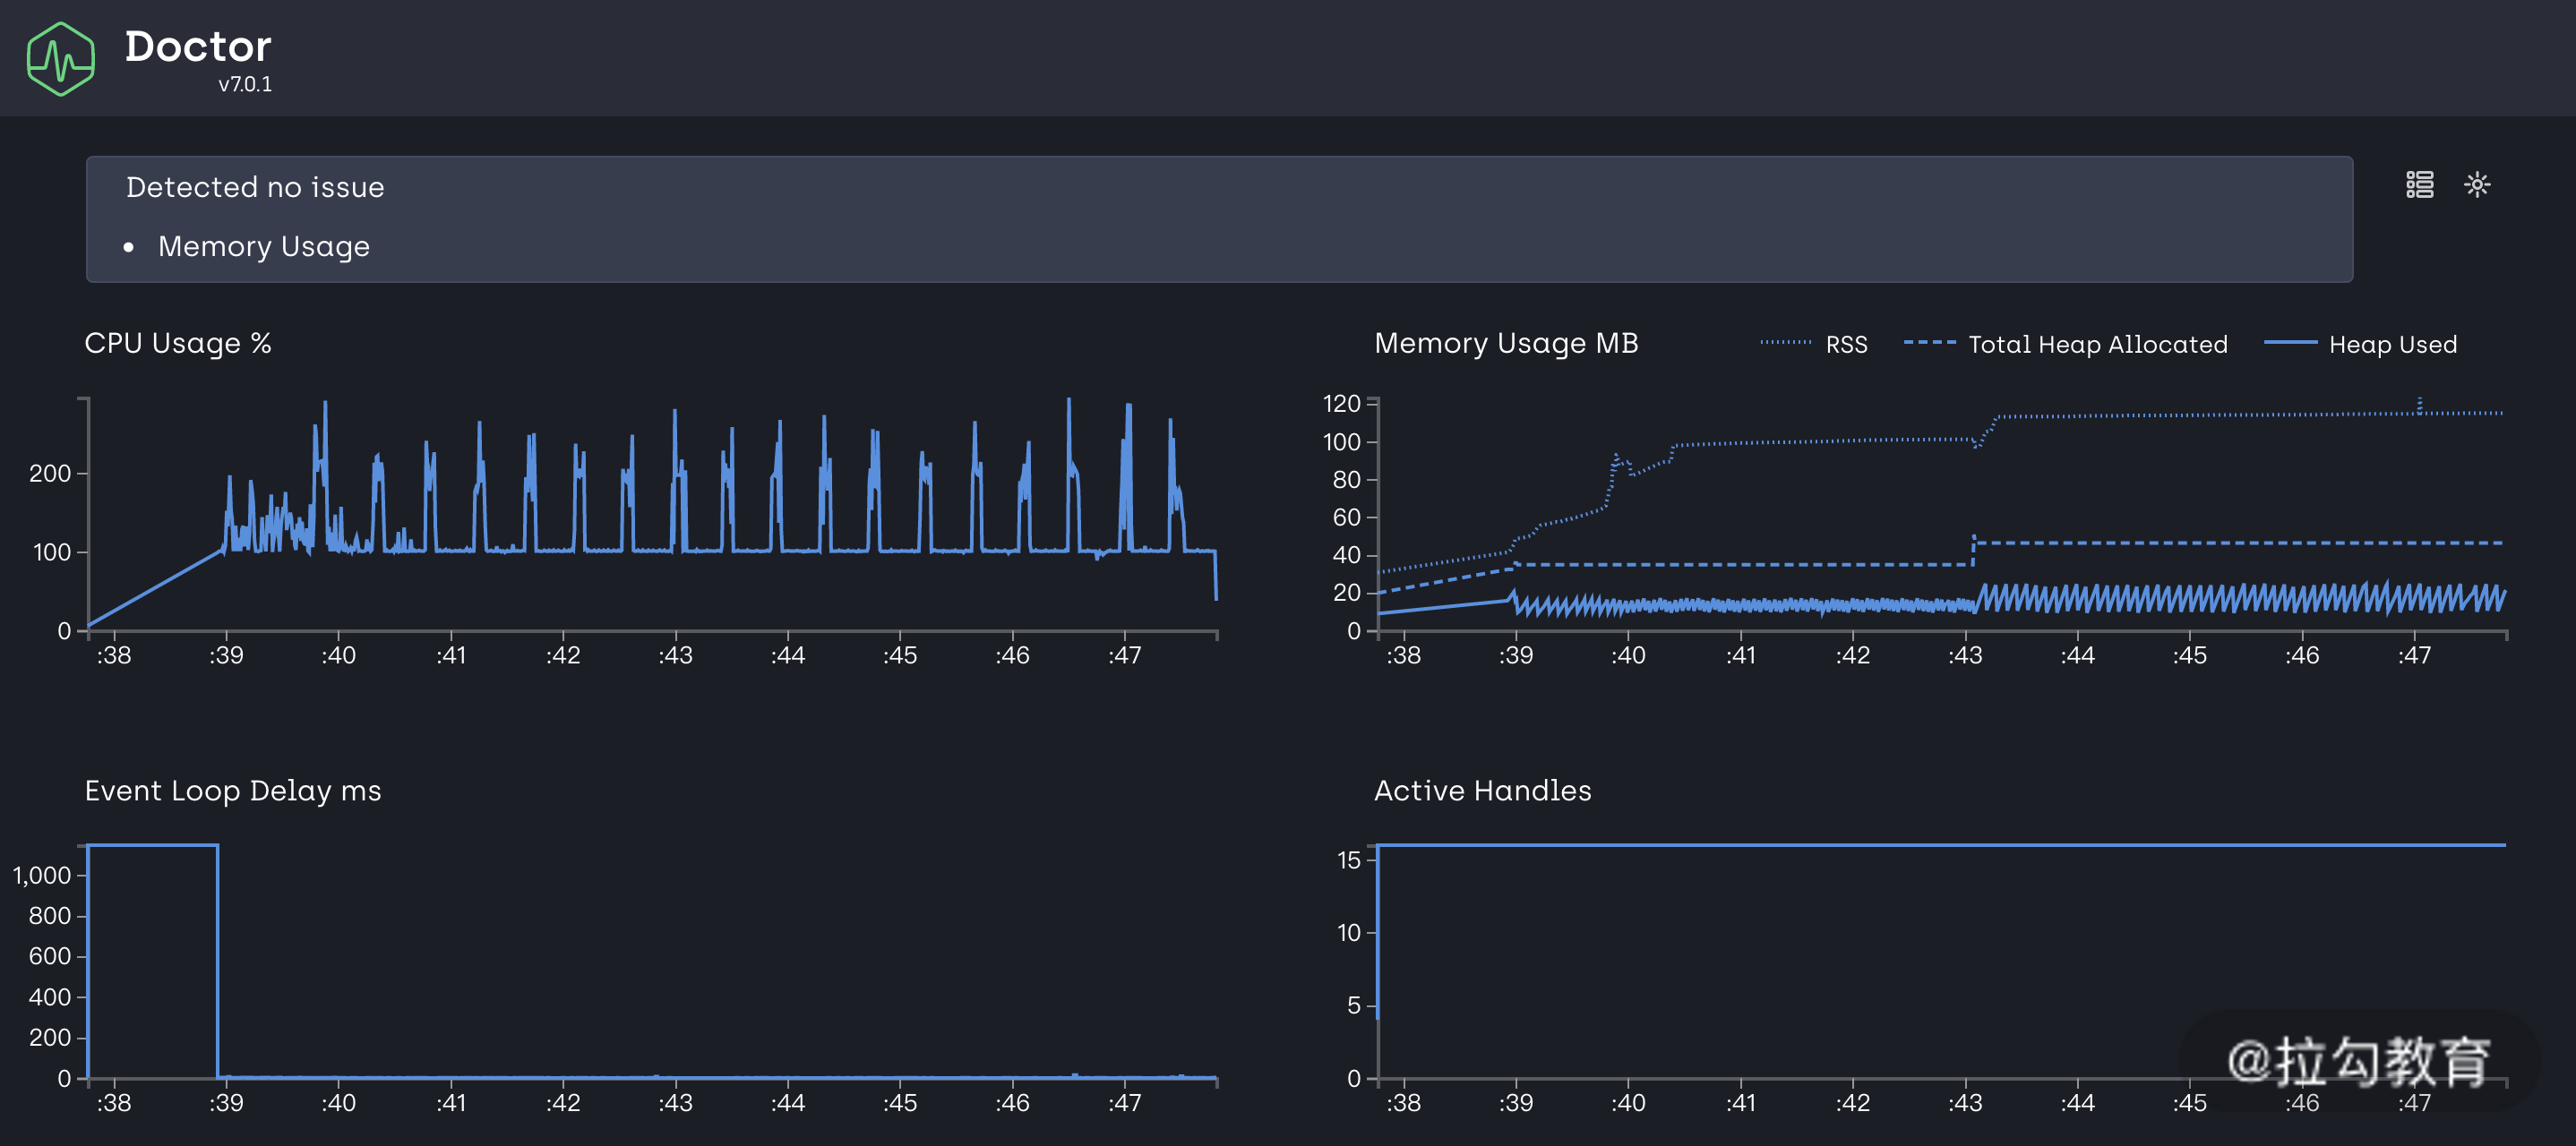 Doctor
v7.0.1
Detected no issue
• Memory Usage
CPU Usage %
200
100
0
:38 :39 :40 :41 :42 :43 :44 :45 :46 :47
Memory Usage MB
RSS Total Heap Allocated Heap Used
120
100
80
60
40
20
0
:38 :39 :40 :41 :42 :43 :44 :45 :46 :47
Event Loop Delay ms
1,000
800
600
400
200
0
:38 :39 :40 :41 :42 :43 :44 :45 :46 :47
Active Handles
15
10
5
0
:38 :39 :40 :41 :42 :43 :44 :45 :46 :47
@拉勾教育